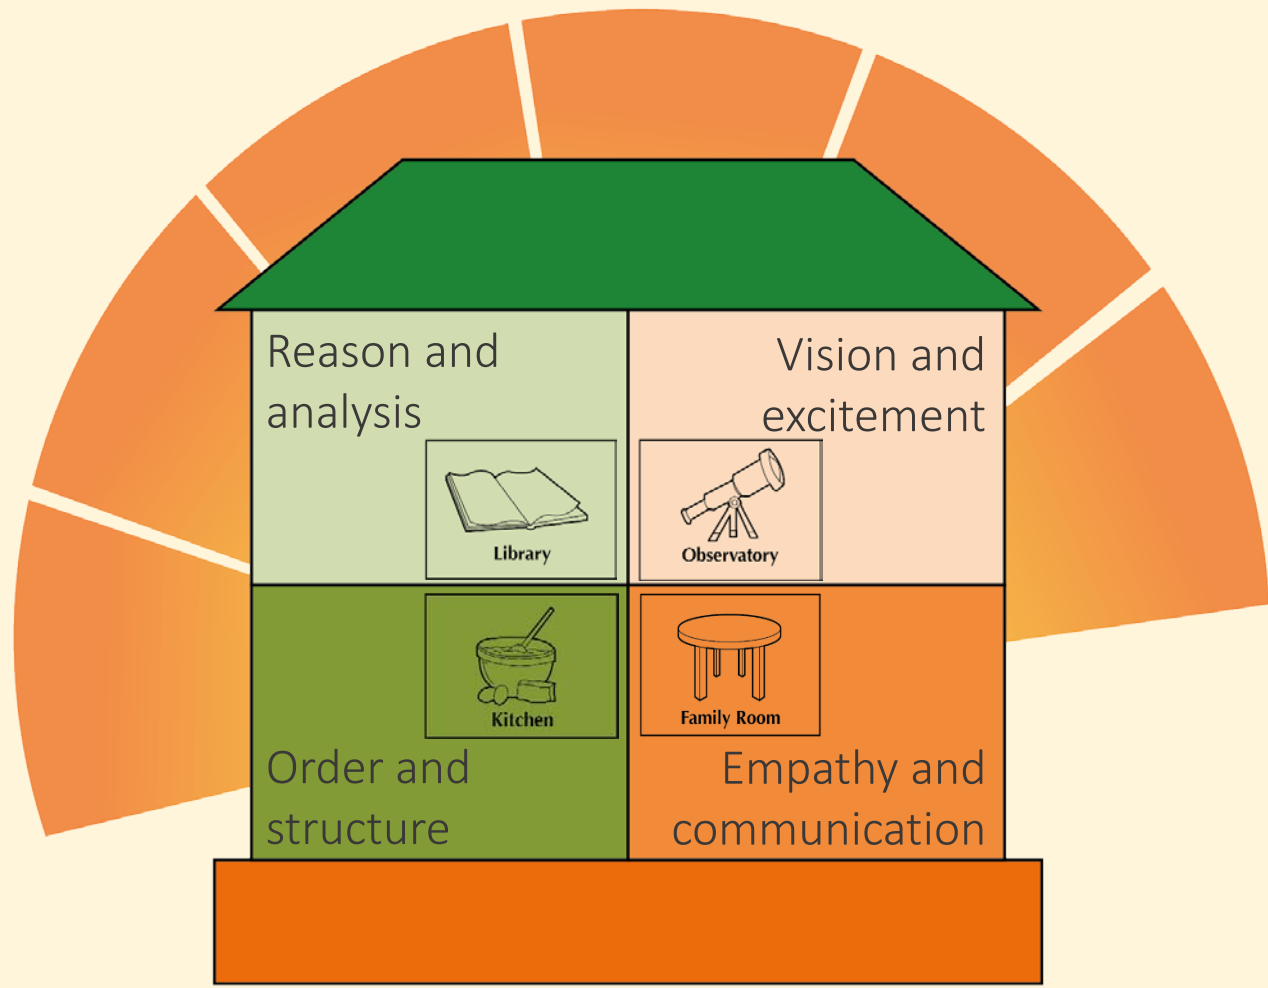 Reason and
analysis
Library
Vision and
excitement
Observatory
Kitchen
Order and
structure
Family Room
Empathy and
communication